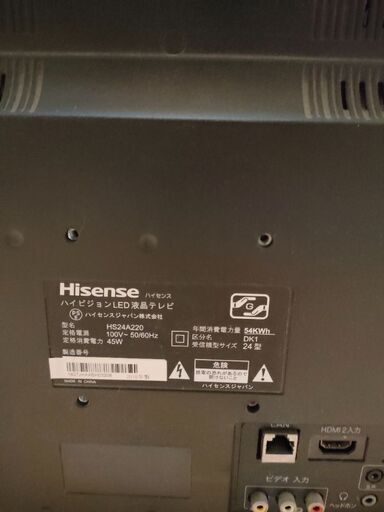 Hisense ハイセンス
ハイビジョンLED液晶テレビ
ハイセンスジャパン株式会社
型名 HS24A220
定格電源 100V~ 50/60Hz
定格消費電力 45W
製造番号
MADE IN CHINA
年間消費電力量 54KWh
区分名 DK1
受信機型サイズ 24型
危険
ハイセンスジャパン
LAN
HDMI 2入力
ビデオ 入力
ヘッドホン